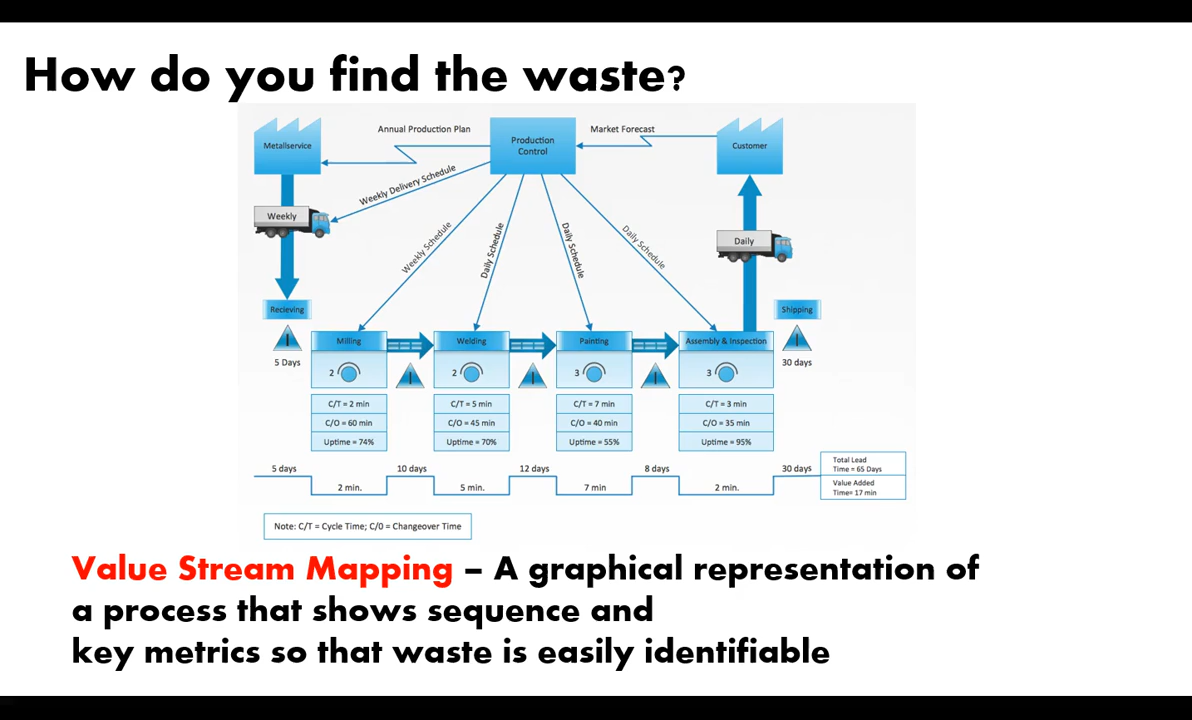 How do you find the waste?
Metallservice
Annual Production Plan
Production
Control
Market Forecast
Customer
Weekly Delivery Schedule
Weekly
Weekly Schedule
Daily Schedule
Daily Schedule
Daily Schedule
Daily
Recieving
Shipping
5 Days
30 days
Milling
Welding
Painting
Assembly & Inspection
2
2
3
3
C/T = 2 min
C/T = 5 min
C/T = 7 min
C/T = 3 min
C/O = 60 min
C/O = 45 min
C/O = 40 min
C/O = 35 min
Uptime = 74%
Uptime = 70%
Uptime = 55%
Uptime = 95%
5 days
10 days
12 days
8 days
30 days
2 min.
5 min.
7 min
2 min.
Total Lead
Time = 65 Days
Value Added
Time= 17 min
Note: C/T = Cycle Time; C/0 = Changeover Time
Value Stream Mapping – A graphical representation of
a process that shows sequence and
key metrics so that waste is easily identifiable